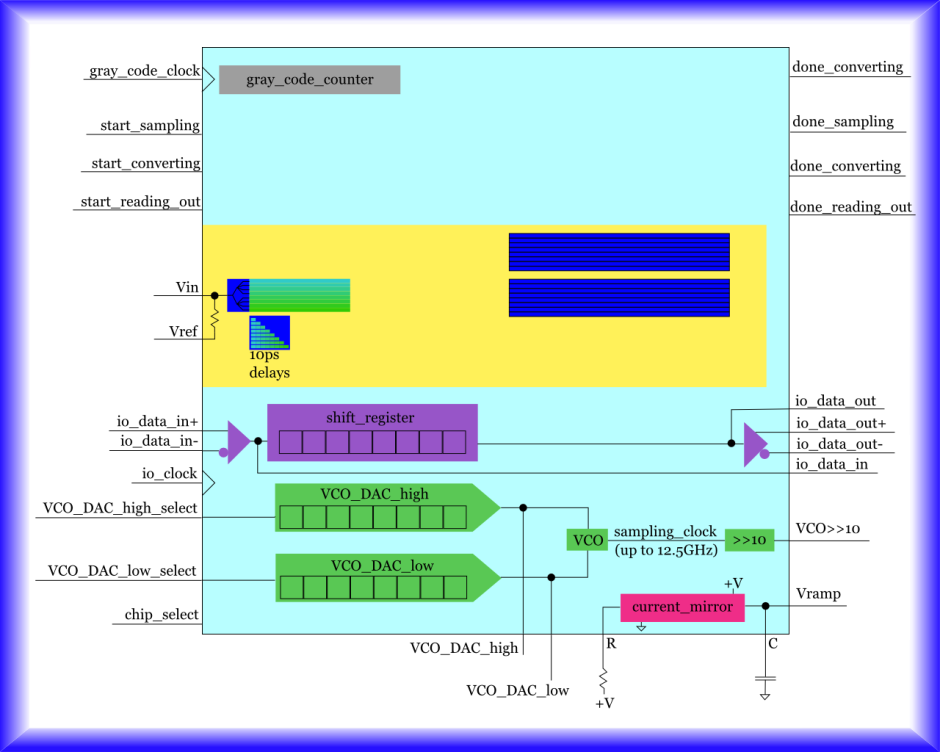 gray_code_clock
gray_code_counter
done_converting
start_sampling
done_sampling
start_converting
done_converting
start_reading_out
done_reading_out
Vin
Vref
10ps
delays
io_data_in+
io_data_in-
shift_register
io_data_out
io_data_out+
io_data_out-
io_data_in
io_clock
VCO_DAC_high_select
VCO_DAC_high
VCO
sampling_clock
(up to 12.5GHz)
>>10
VCO>>10
VCO_DAC_low_select
VCO_DAC_low
+V
current_mirror
Vramp
chip_select
VCO_DAC_high
R
C
VCO_DAC_low
+V